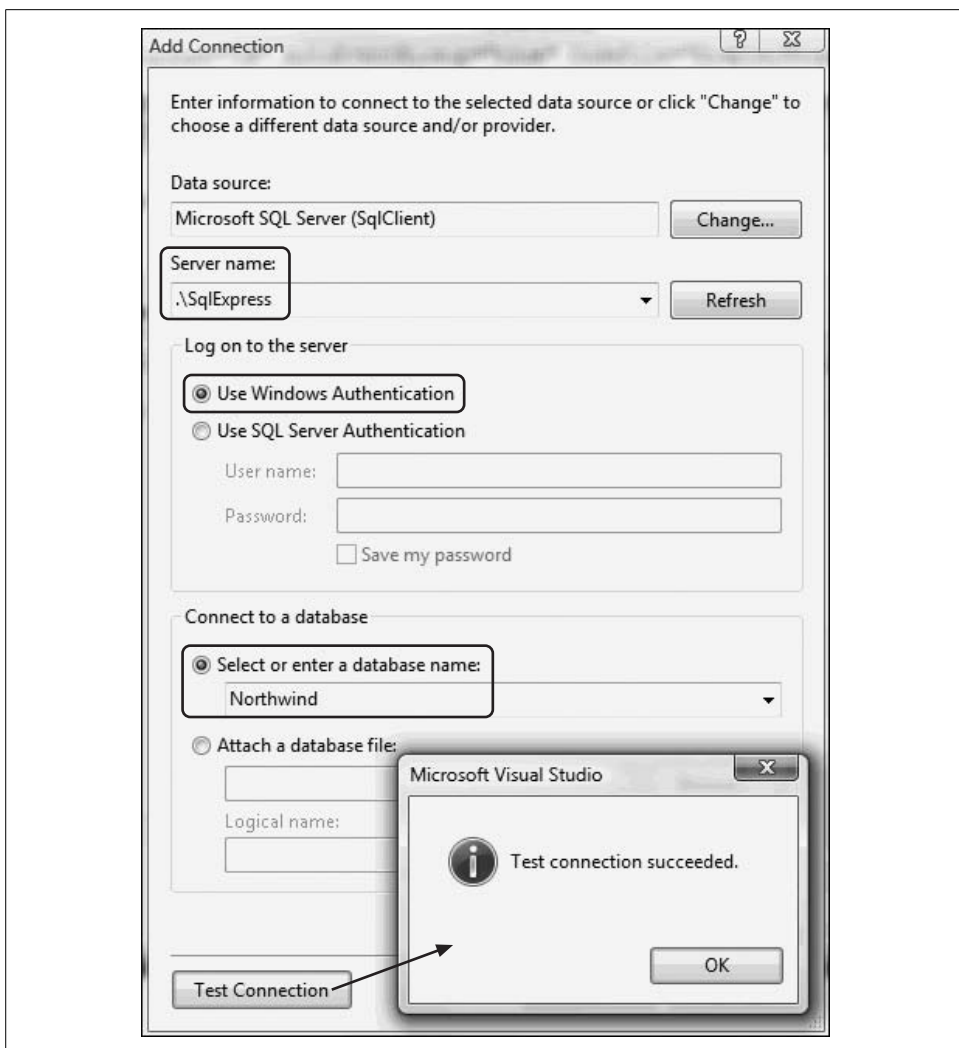 Add Connection
Enter information to connect to the selected data source or click "Change" to
choose a different data source and/or provider.
Data source:
Microsoft SQL Server (SqlClient)
Change...
Server name:
.\SqlExpress
Refresh
Log on to the server
Use Windows Authentication
Use SQL Server Authentication
User name:
Password:
Save my password
Connect to a database
Select or enter a database name:
Northwind
Attach a database file:
Logical name:
Microsoft Visual Studio
Test connection succeeded.
OK
Test Connection